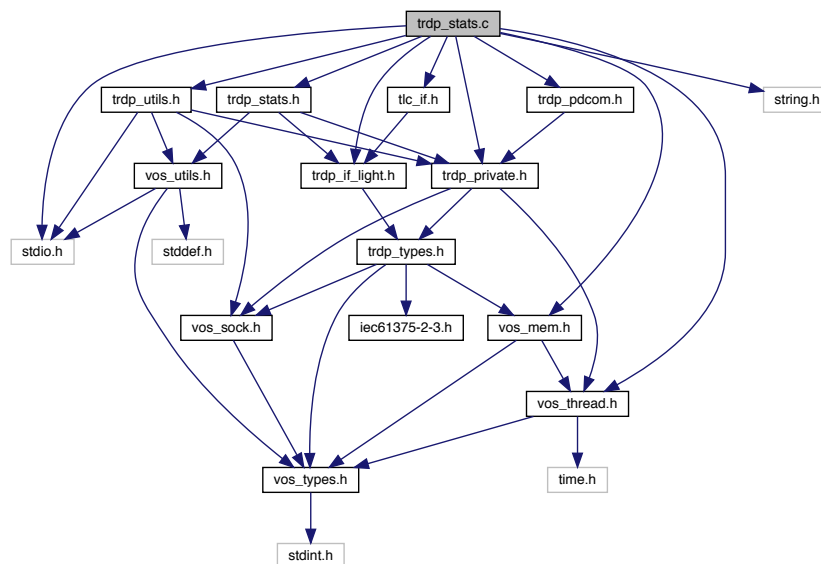 trdp_stats.c
trdp_utils.h
trdp_stats.h
tlc_if.h
trdp_pdcom.h
string.h
vos_utils.h
trdp_if_light.h
trdp_private.h
stdio.h
stddef.h
trdp_types.h
vos_sock.h
iec61375-2-3.h
vos_mem.h
vos_thread.h
vos_types.h
time.h
stdint.h